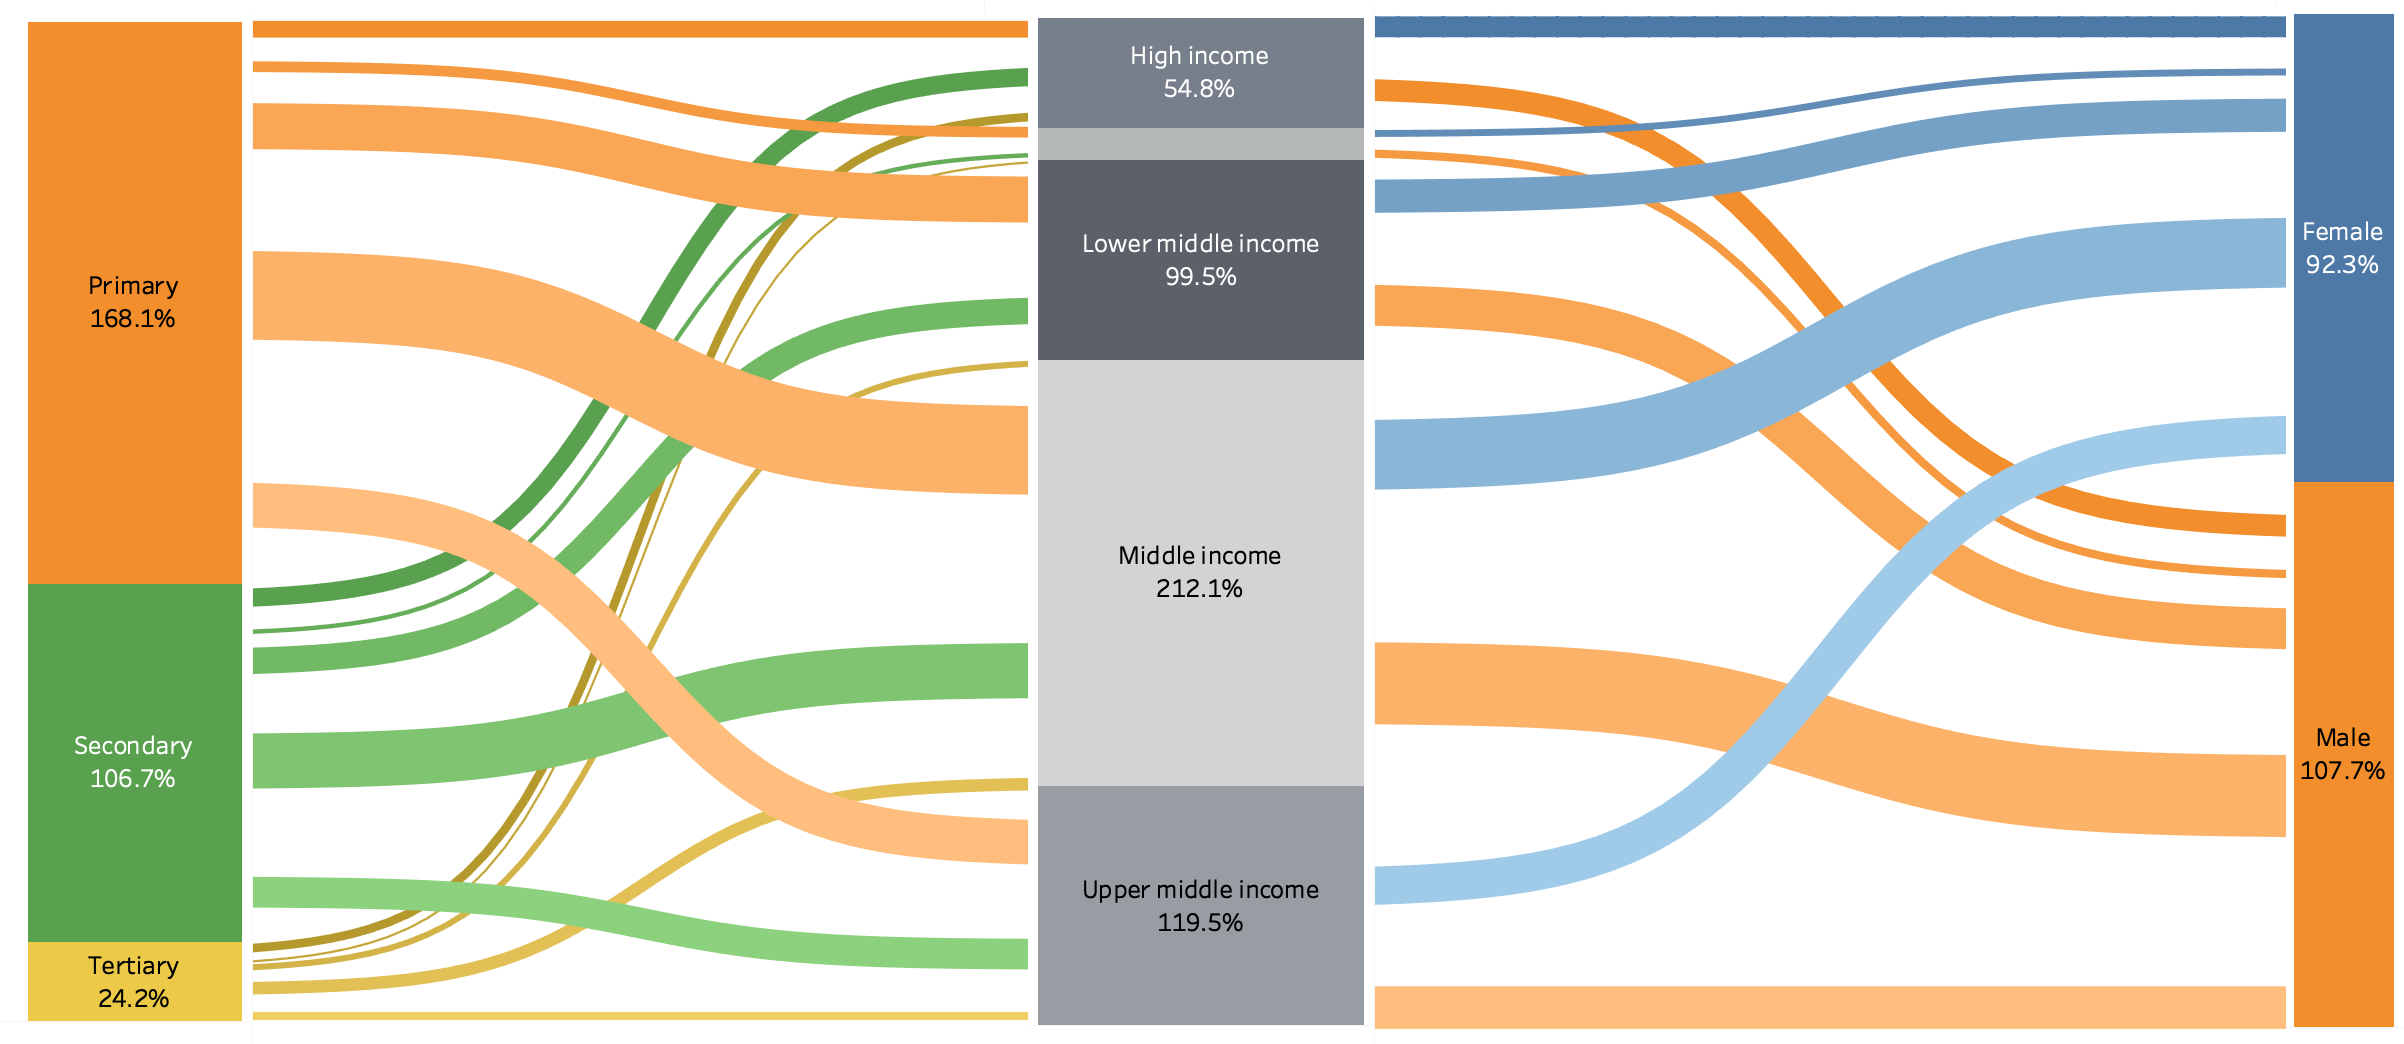 Primary
168.1%
Secondary
106.7%
Tertiary
24.2%
High income
54.8%
Lower middle income
99.5%
Middle income
212.1%
Upper middle income
119.5%
Female
92.3%
Male
107.7%